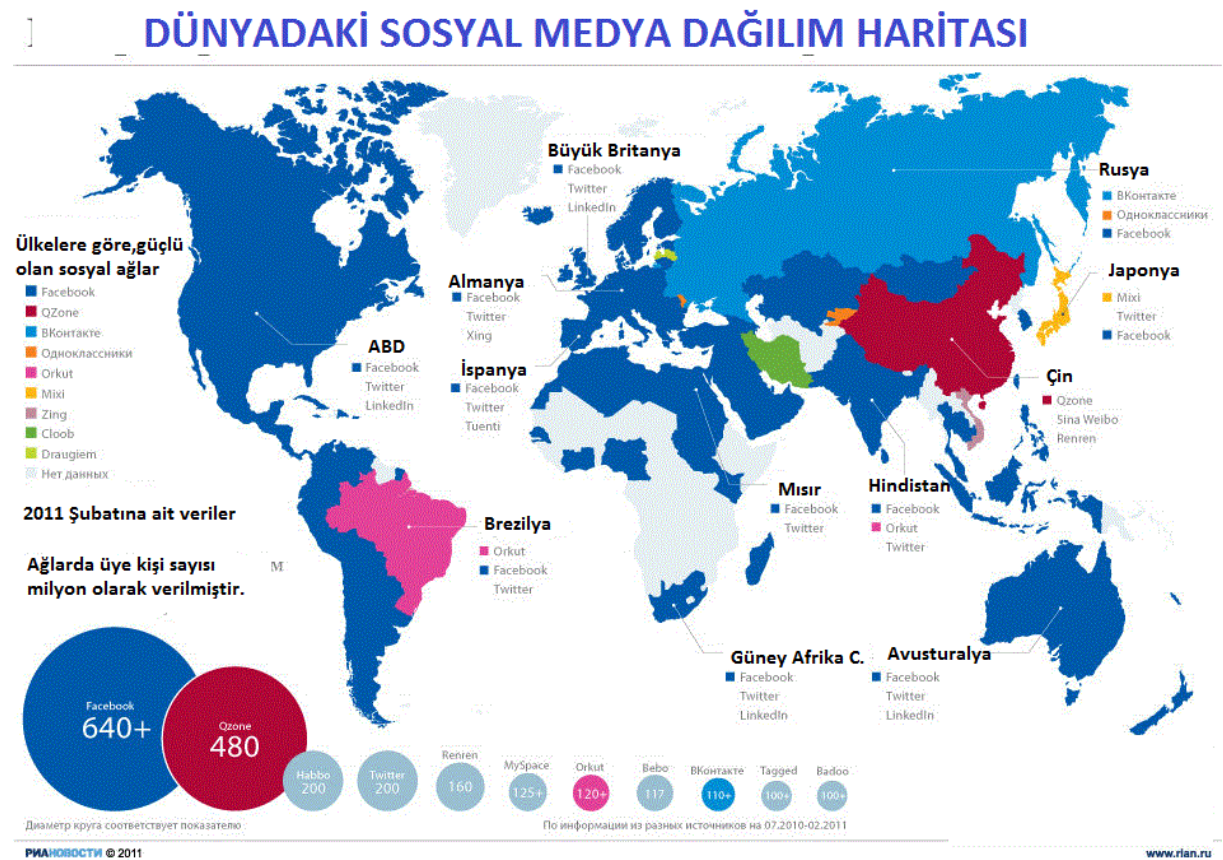 DÜNYADAKİ SOSYAL MEDYA DAĞILIM HARİTASI
Büyük Britanya
Facebook
Twitter
LinkedIn
Rusya
ВКонтакте
Одноклассники
Facebook
Ülkelere göre,güçlü
olan sosyal ağlar
Facebook
QZone
ВКонтакте
Одноклассники
Orkut
Mixi
Zing
Cloob
Draugiem
Нет данных
Almanya
Facebook
Twitter
Xing
Japonya
Mixi
Twitter
Facebook
ABD
Facebook
Twitter
LinkedIn
İspanya
Facebook
Twitter
Tuenti
Çin
Qzone
Sina Weibo
Renren
Mısır
Facebook
Twitter
Hindistan
Facebook
Orkut
Twitter
2011 Şubatına ait veriler
Brezilya
Orkut
Facebook
Twitter
Ağlarda üye kişi sayısı
milyon olarak verilmiştir.
M
Güney Afrika C.
Facebook
Twitter
LinkedIn
Avusturalya
Facebook
Twitter
LinkedIn
Facebook
640+
Qzone
480
Habbo
200
Twitter
200
Renren
160
MySpace
125+
Orkut
120+
Bebo
117
ВКонтакте
110+
Tagged
100+
Badoo
100+
Диаметр круга соответствует показателю
По информации из разных источников на 07.2010-02.2011
РИАНОВОСТИ © 2011
www.rian.ru